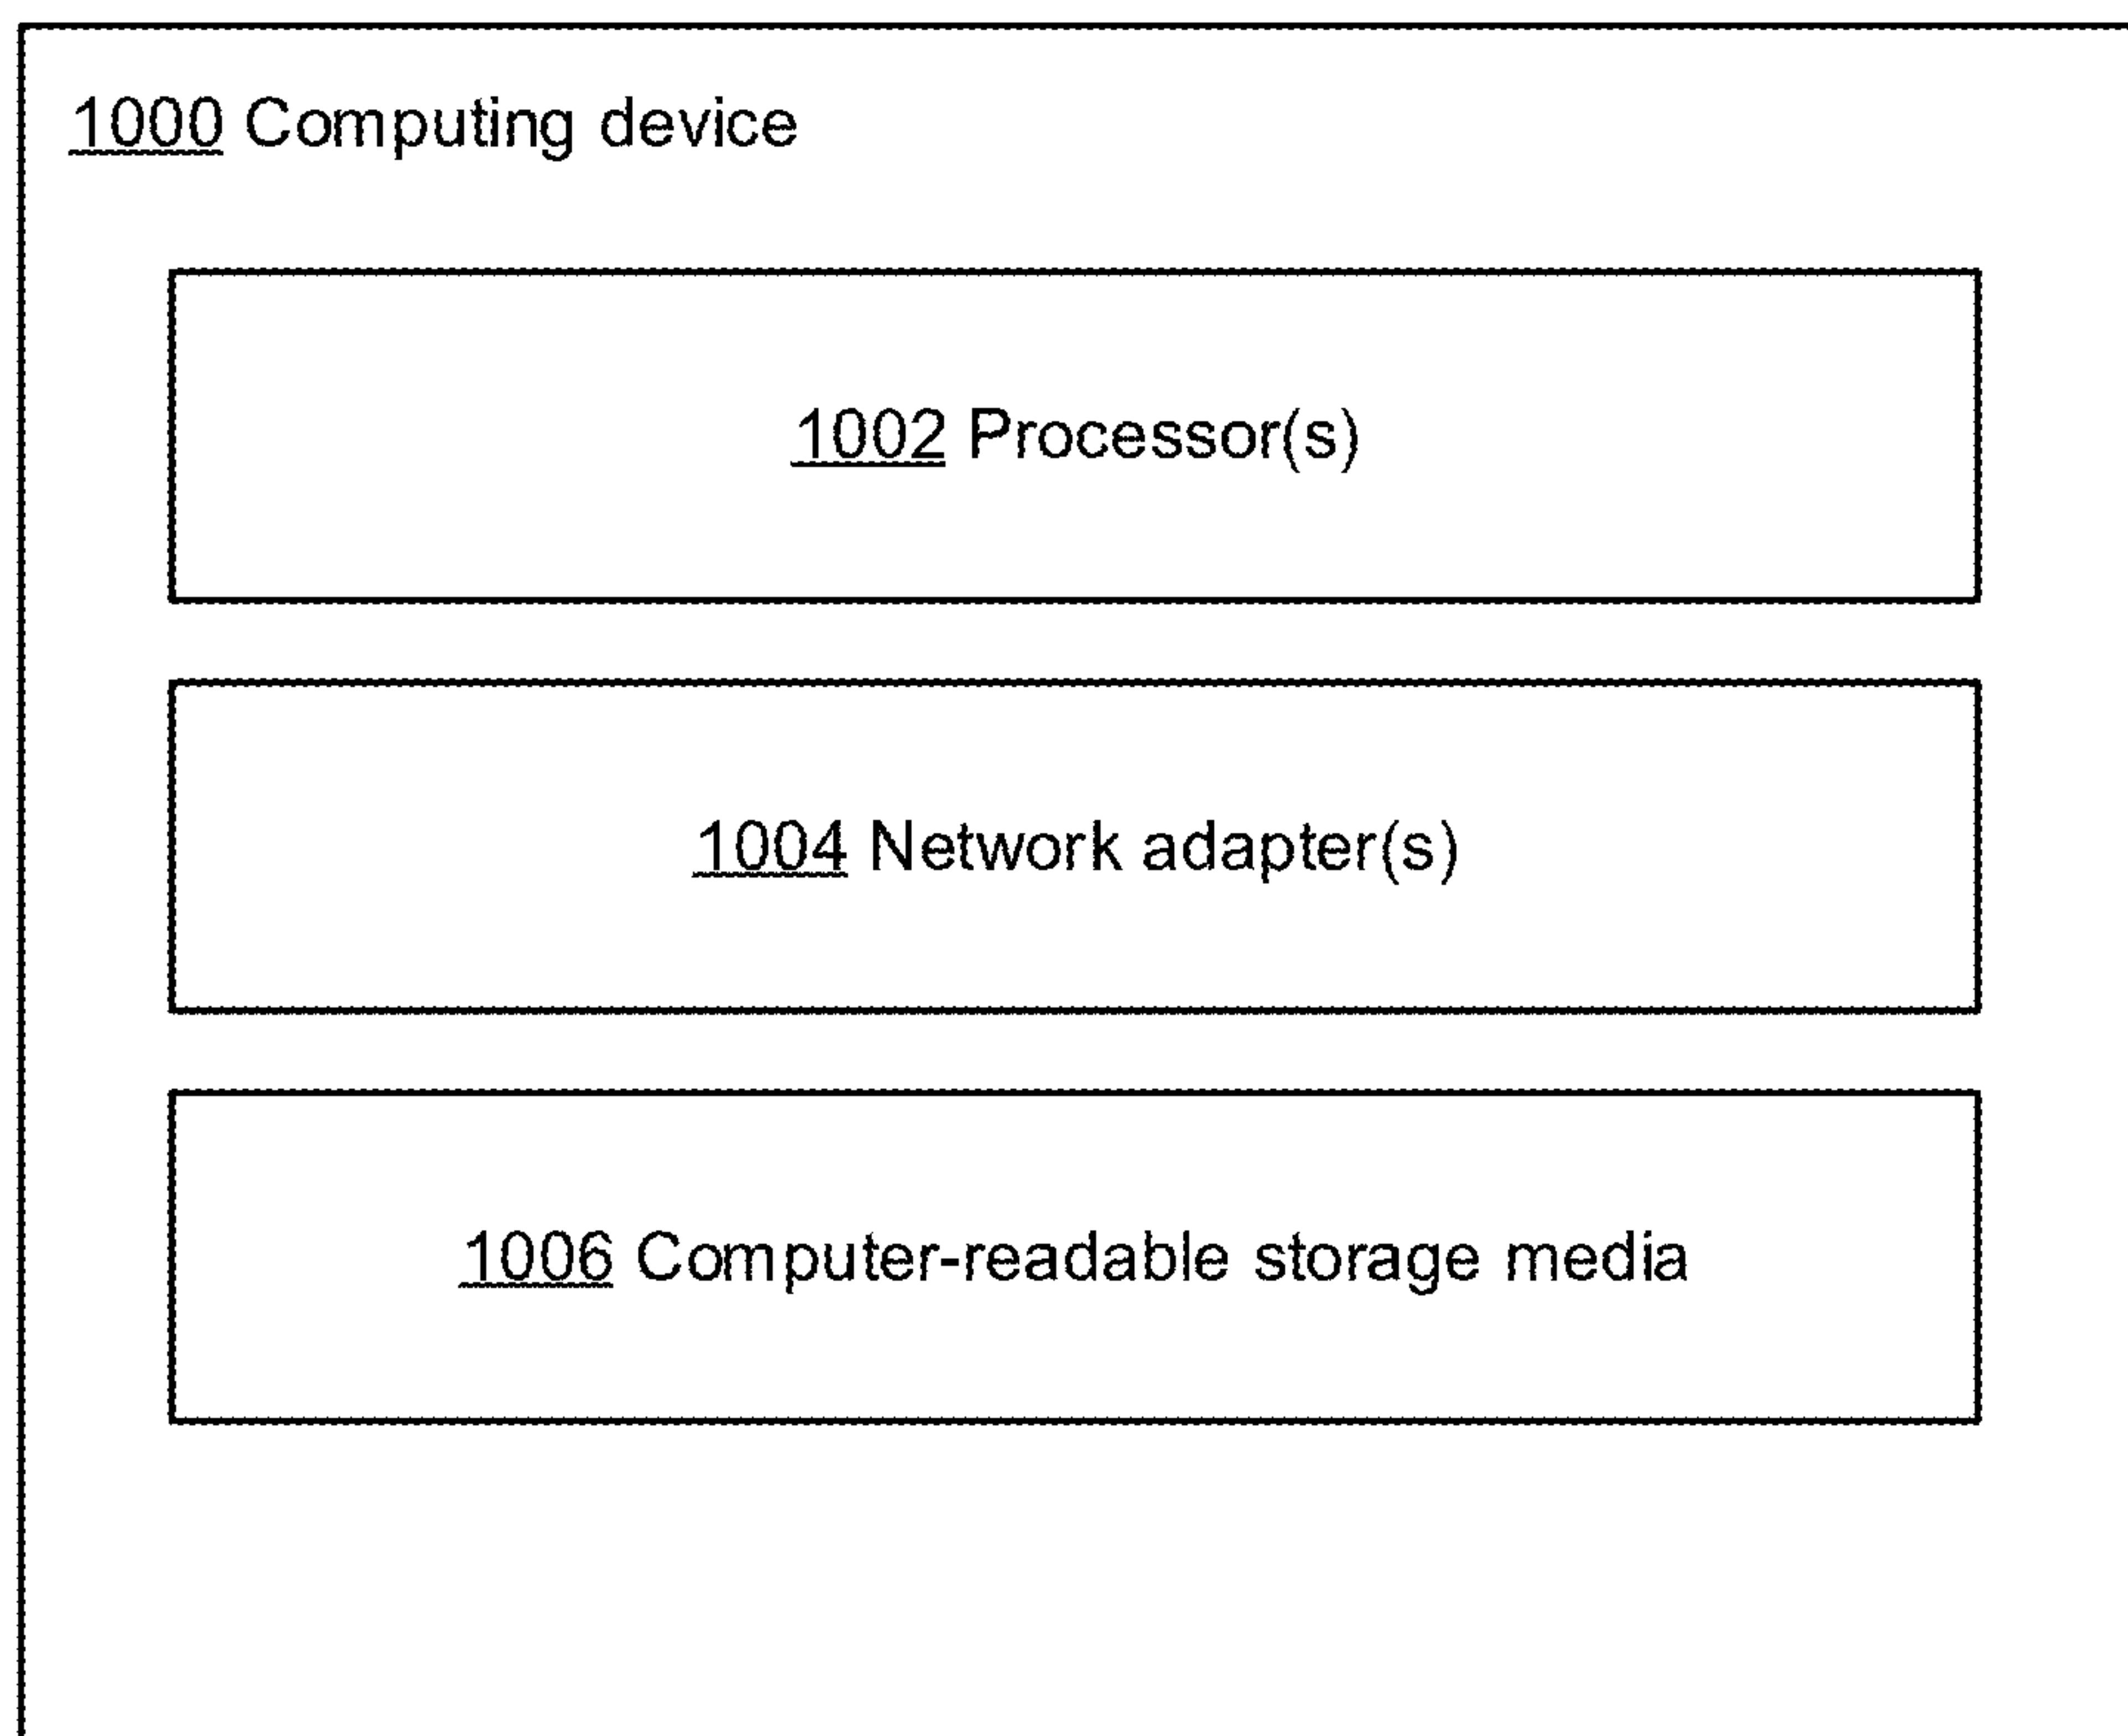 1000 Computing device
1002 Processor(s)
1004 Network adapter(s)
1006 Computer-readable storage media